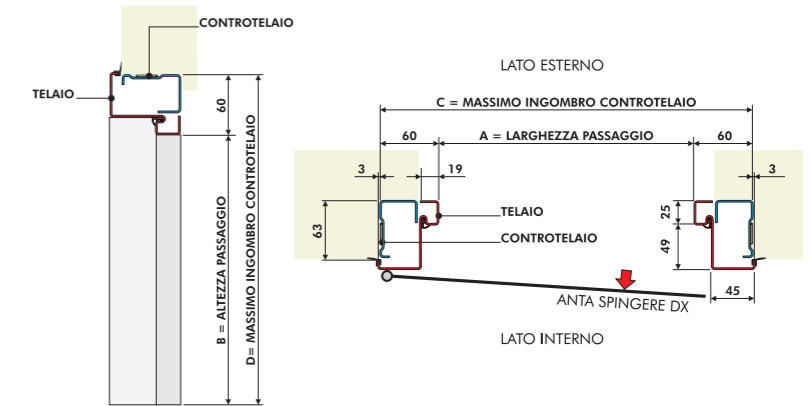 CONTROTELAIO
TELAIO
60
B = ALTEZZA PASSAGGIO
D= MASSIMO INGOMBRO CONTROTELAIO
LATO ESTERNO
C = MASSIMO INGOMBRO CONTROTELAIO
60
A = LARGHEZZA PASSAGGIO
60
3
19
3
63
TELAIO
CONTROTELAIO
25
49
45
ANTA SPINGERE DX
LATO INTERNO